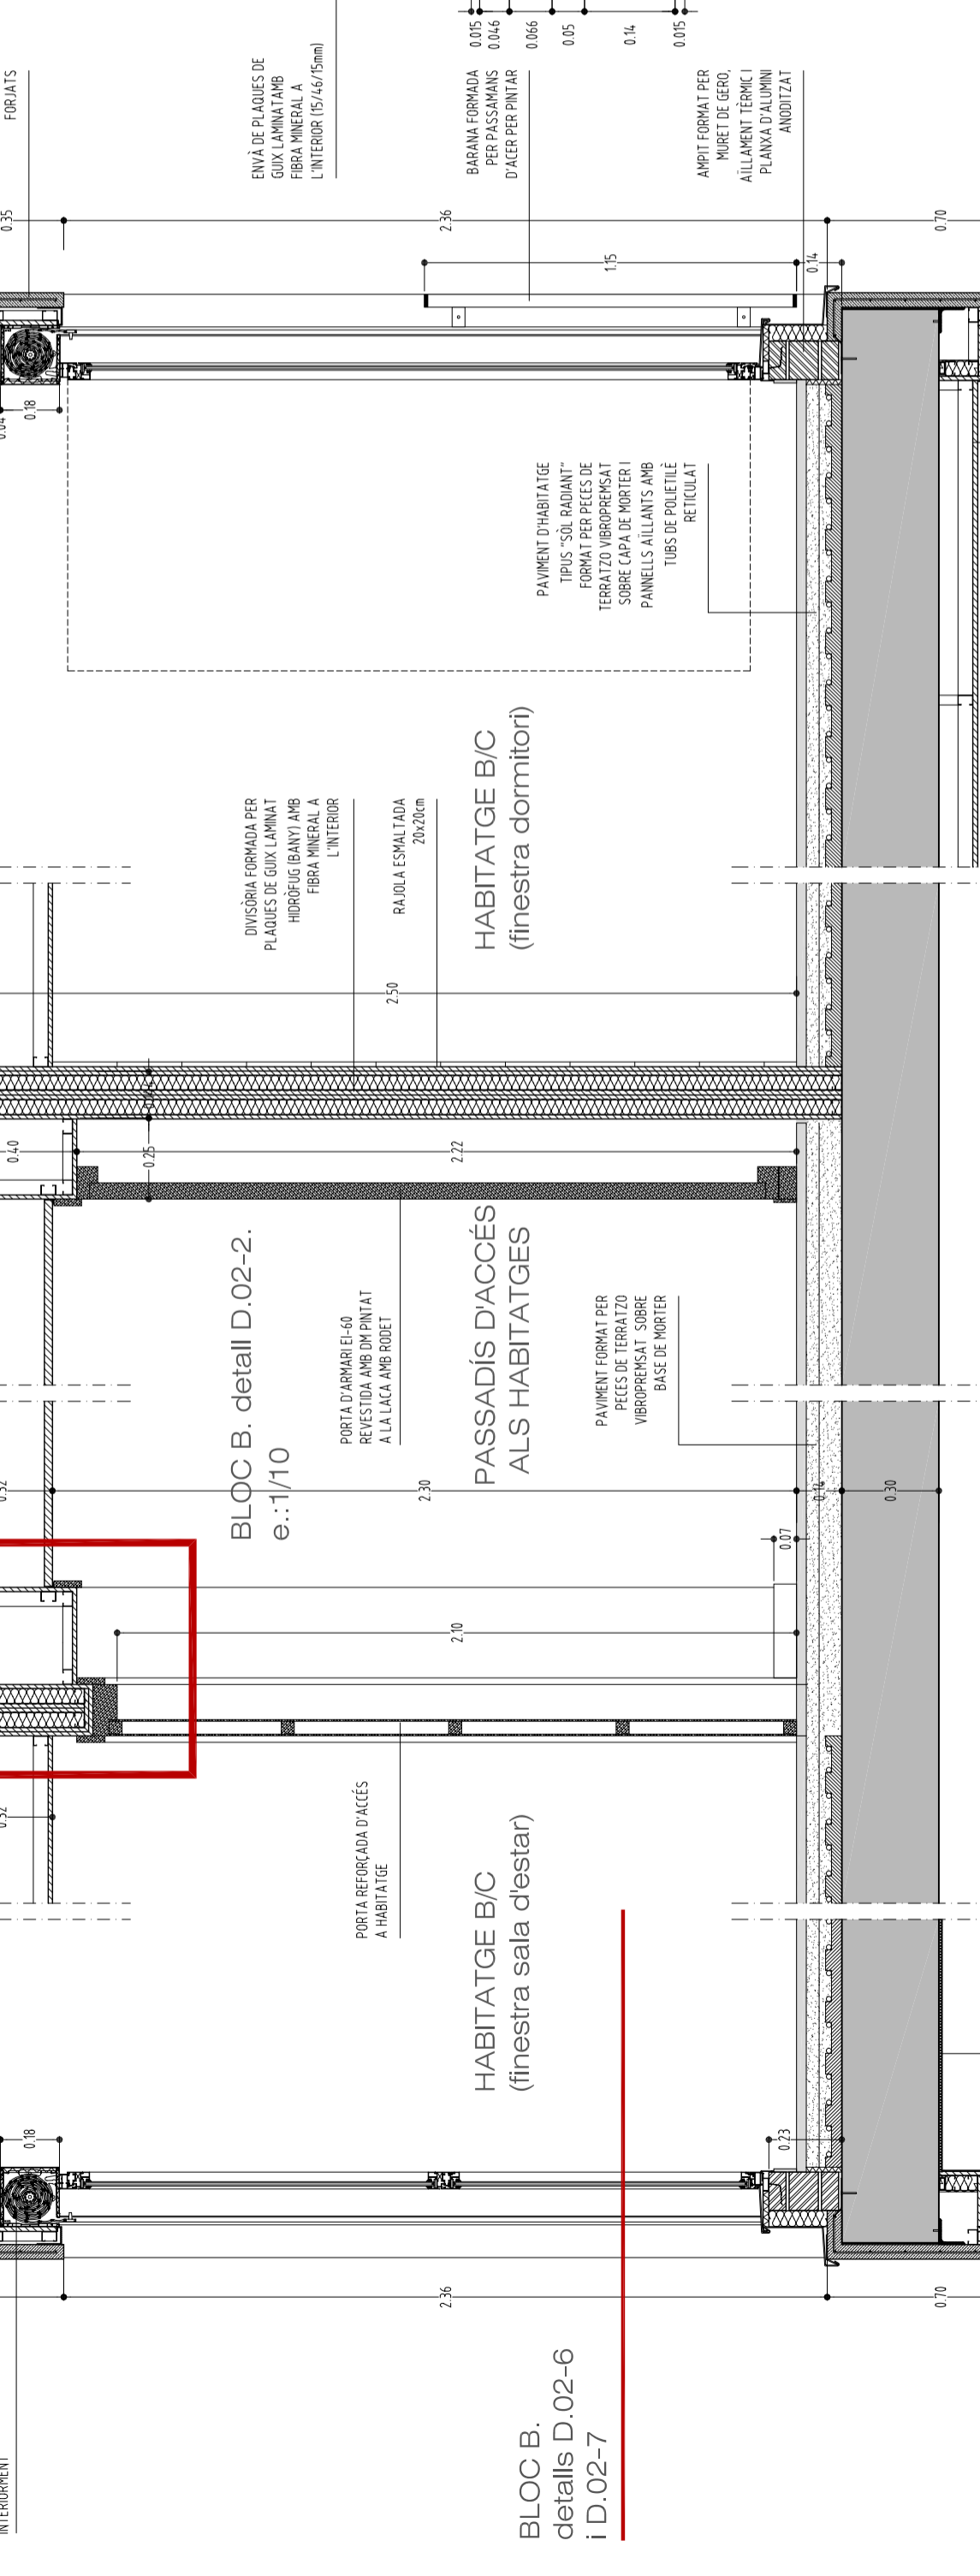 FORJATS
0.35
ENVÀ DE PLAQUES DE
GUIX LAMINATAMB
FIBRA MINERAL A
L'INTERIOR (15/46/15mm)
0.015
0.046
0.066
0.05
0.14
0.015
BARANA FORMADA
PER PASSAMANS
D'ACER PER PINTAR
AMPIT FORMAT PER
MURET DE GERO,
AÏLLAMENT TÈRMIC I
PLANXA D'ALUMINI
ANODITZAT
2.36
0.70
1.15
0.14
0.04
0.18
PAVIMENT D'HABITATGE
TIPUS "SÒL RADIANT"
FORMAT PER PECES DE
TERRATZO VIBROPREMSAT
SOBRE CAPA DE MORTER I
PANNELLS AÏLLANTS AMB
TUBS DE POLIETILÈ
RETICULAT
HABITATGE B/C
(finestra dormitori)
DIVISÒRIA FORMADA PER
PLAQUES DE GUIX LAMINAT
HIDRÒFUG (BANY) AMB
FIBRA MINERAL A
L'INTERIOR
RAJOLA ESMALTADA
20x20cm
2.50
0.40
0.25
2.22
BLOC B. detall D.02-2.
e.:1/10
PORTA D'ARMARI EI-60
REVESTIDA AMB DM PINTAT
A LA LACA AMB RODET
PASSADÍS D'ACCÉS
ALS HABITATGES
PAVIMENT FORMAT PER
PECES DE TERRATZO
VIBROPREMSAT SOBRE
BASE DE MORTER
2.30
0.14
0.30
0.07
2.10
PORTA REFORÇADA D'ACCÉS
A HABITATGE
HABITATGE B/C
(finestra sala d'estar)
0.18
0.23
2.36
0.70
BLOC B.
detalls D.02-6
i D.02-7
INTERIORMENT